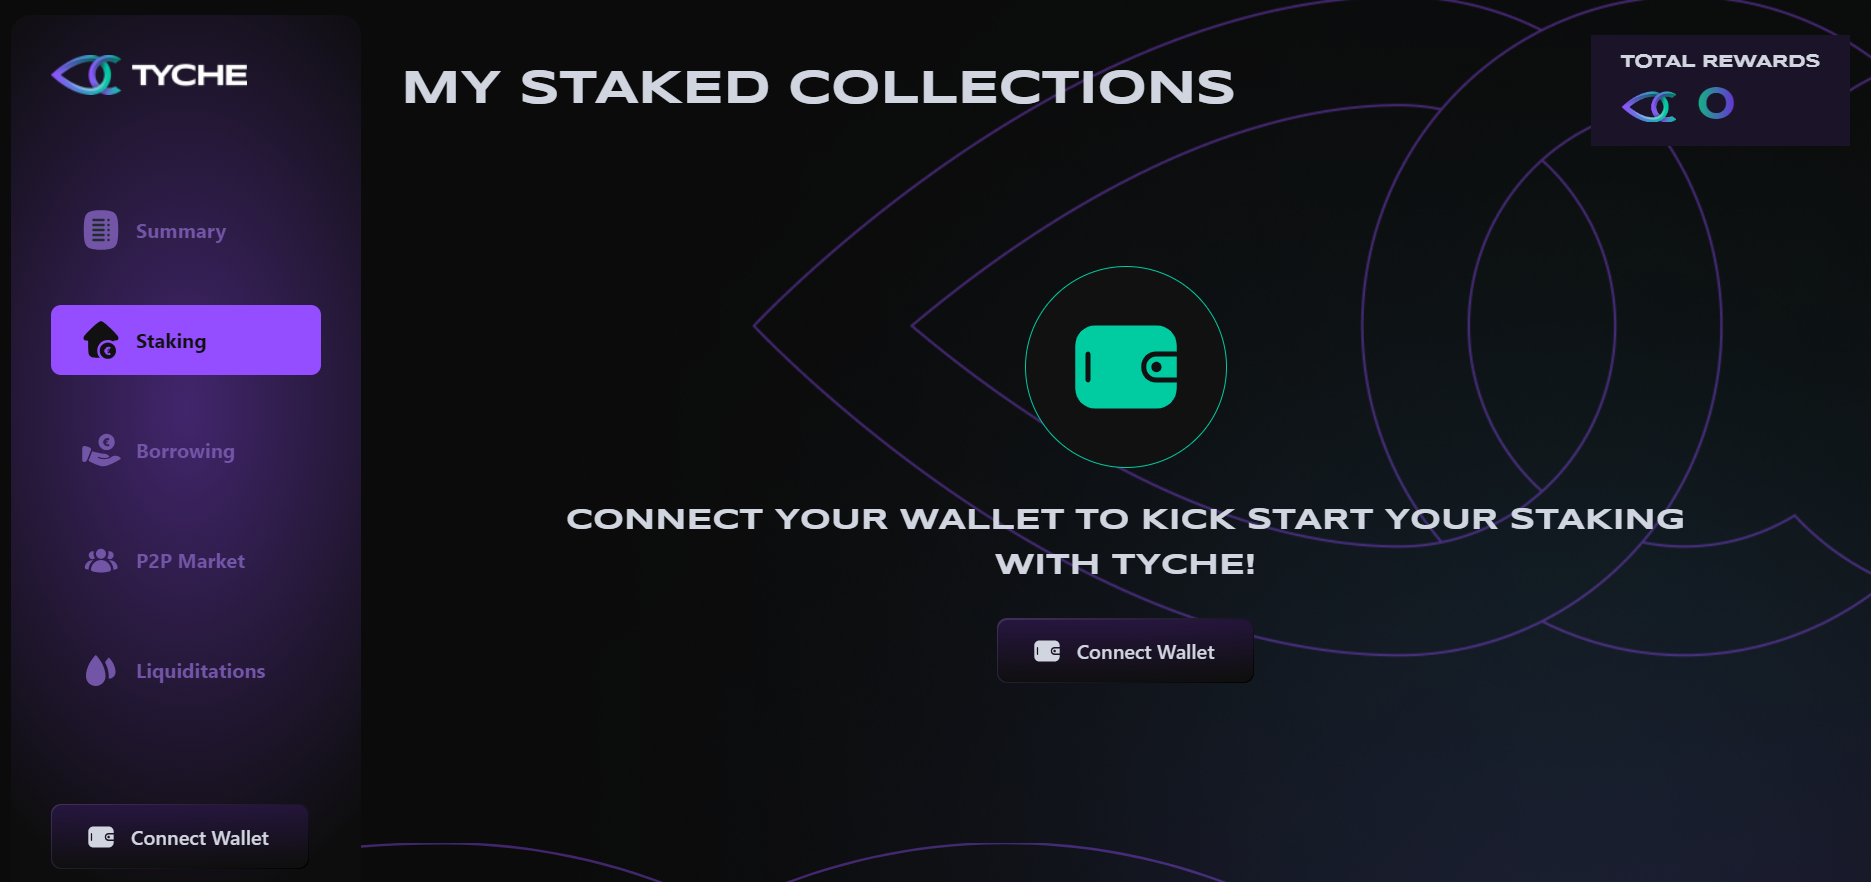 TYCHE
Summary
Staking
Borrowing
P2P Market
Liquiditations
Connect Wallet
MY STAKED COLLECTIONS
TOTAL REWARDS
0
CONNECT YOUR WALLET TO KICK START YOUR STAKING
WITH TYCHE!
Connect Wallet